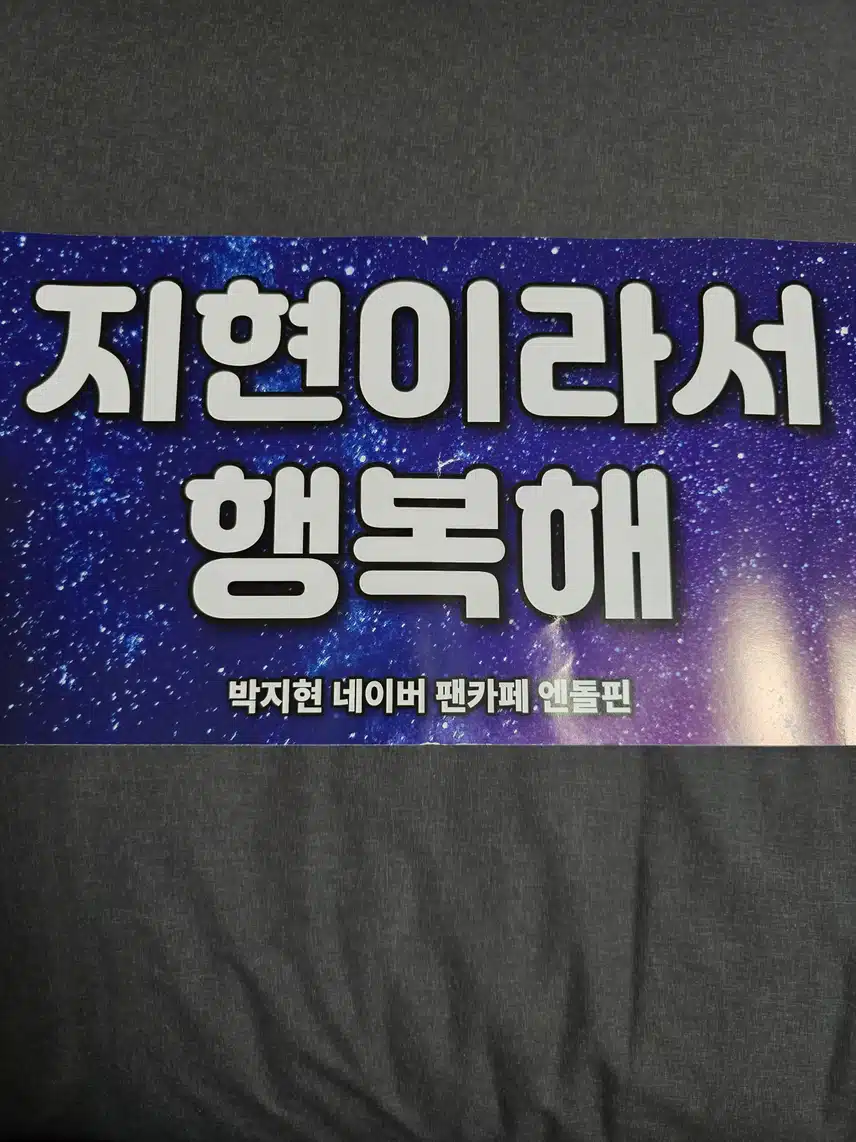 지현이라서
행복해
박지현 네이버 팬카페 엔돌핀